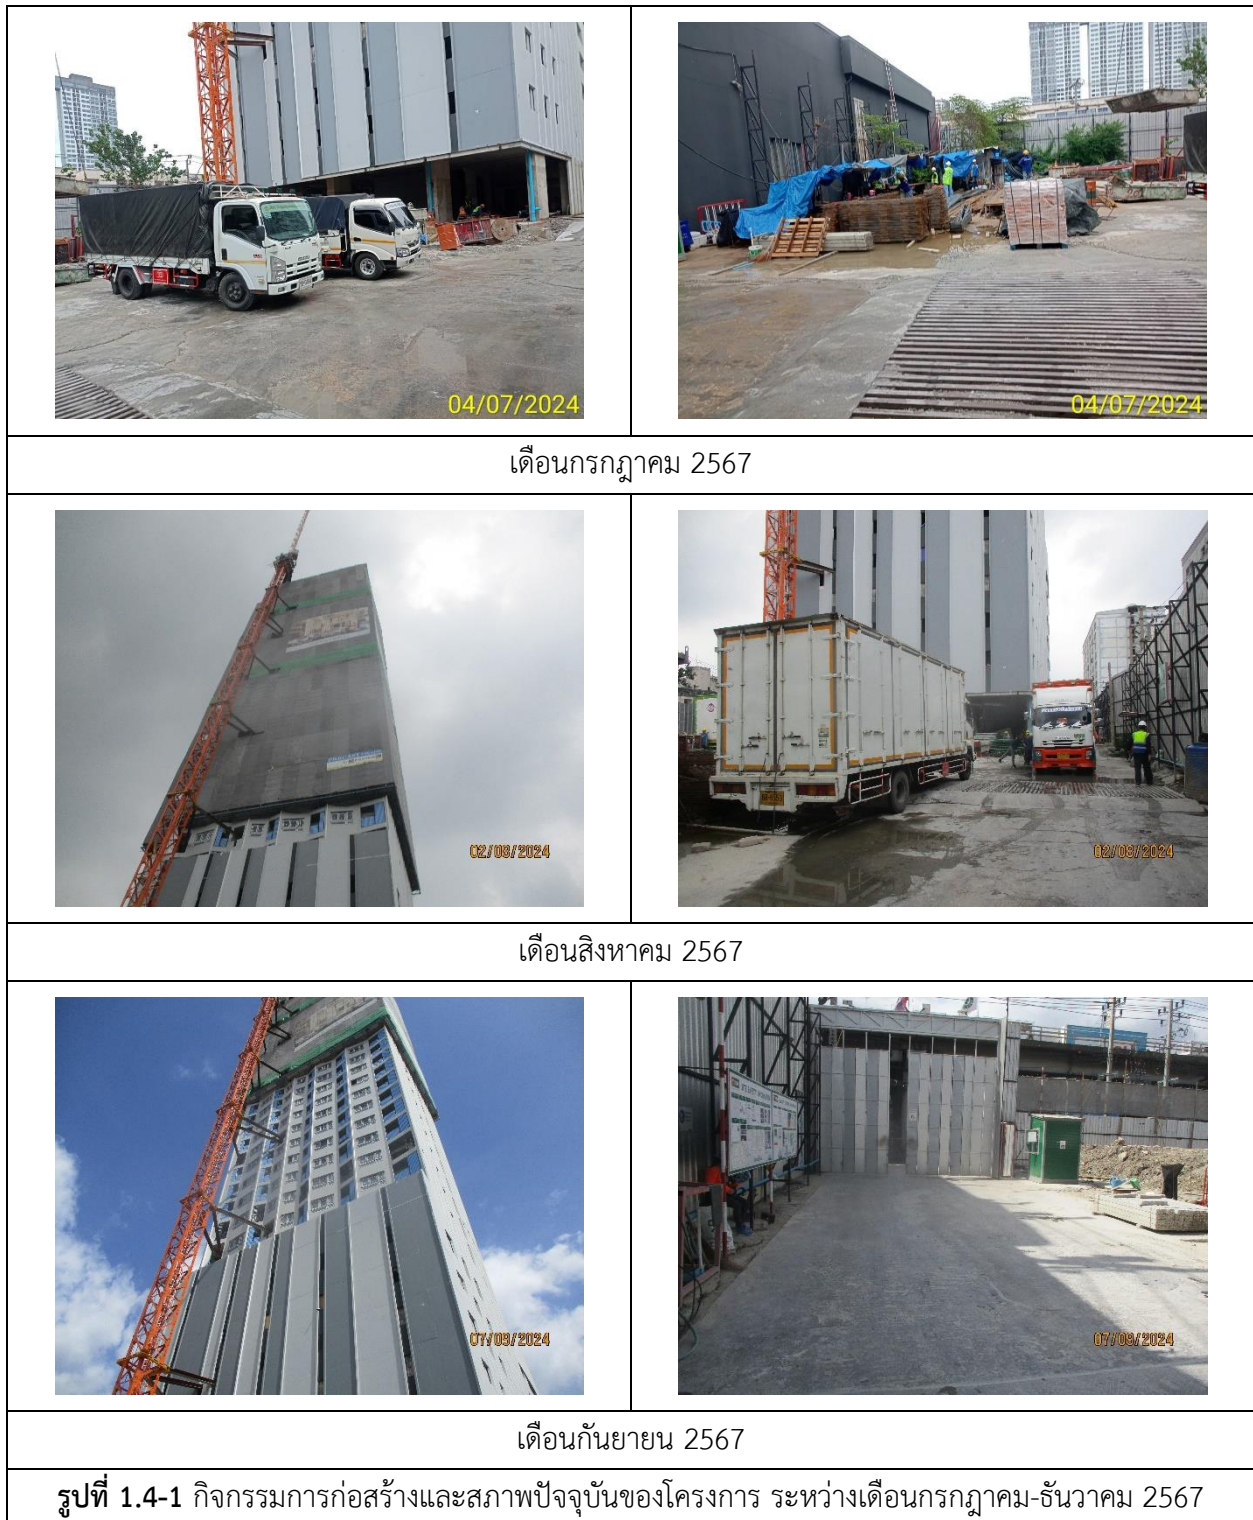 04/07/2024
04/07/2024
เดือนกรกฎาคม 2567
02/08/2024
02/08/2024
เดือนสิงหาคม 2567
07/09/2024
07/09/2024
เดือนกันยายน 2567
รูปที่ 1.4-1 กิจกรรมการก่อสร้างและสภาพปัจจุบันของโครงการ ระหว่างเดือนกรกฎาคม-ธันวาคม 2567